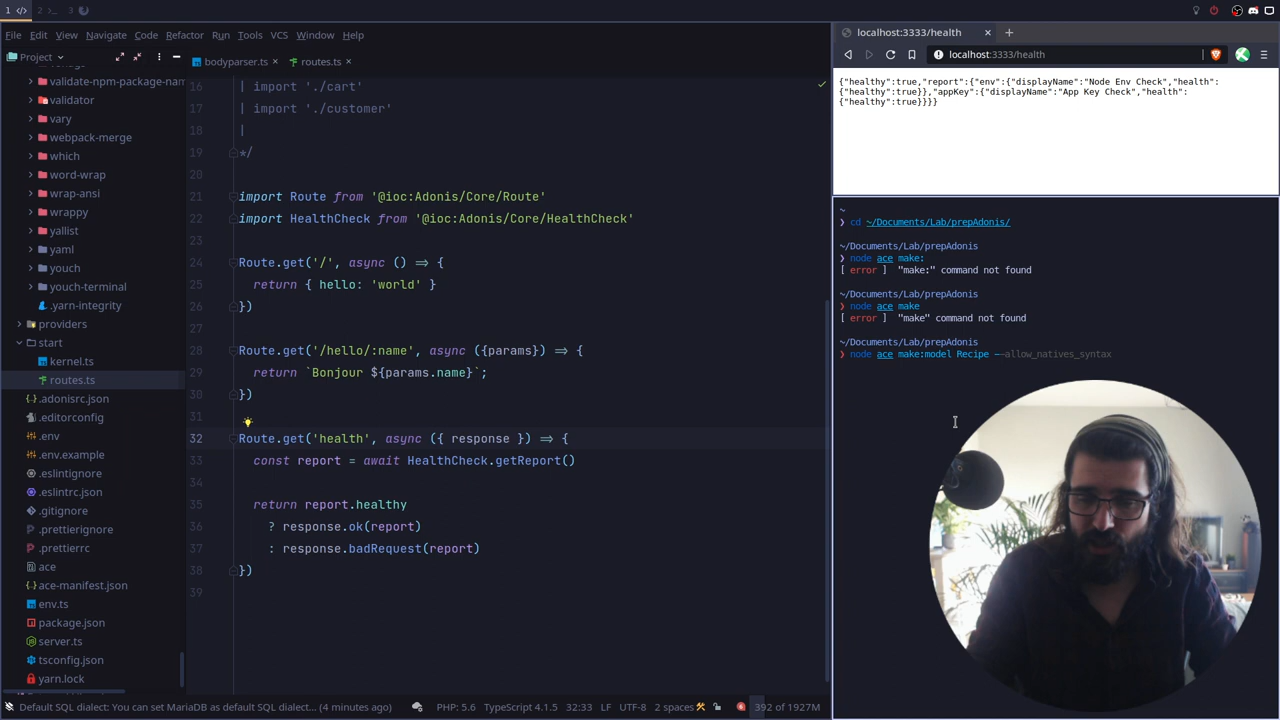 1 </>
2 >_
3
File Edit View Navigate Code Refactor Run Tools VCS Window Help
Project
bodyparser.ts ×
routes.ts ×
validate-npm-package-nam
validator
vary
webpack-merge
which
word-wrap
wrap-ansi
wrappy
yallist
yaml
youch
youch-terminal
.yarn-integrity
providers
start
kernel.ts
routes.ts
.adonisrc.json
.editorconfig
.env
.env.example
.eslintignore
.eslintrc.json
.gitignore
.prettierignore
.prettierrc
ace
ace-manifest.json
env.ts
package.json
server.ts
tsconfig.json
yarn.lock
16 | import './cart'
17 | import './customer'
18 |
19 */
20
21 import Route from '@ioc:Adonis/Core/Route'
22 import HealthCheck from '@ioc:Adonis/Core/HealthCheck'
23
24 Route.get('/', async () => {
25 return { hello: 'world' }
26 })
27
28 Route.get('/hello/:name', async ({params}) => {
29 return `Bonjour ${params.name}`;
30 })
31
32 Route.get('health', async ({ response }) => {
33 const report = await HealthCheck.getReport()
34
35 return report.healthy
36 ? response.ok(report)
37 : response.badRequest(report)
38 })
39
localhost:3333/health × +
localhost:3333/health
{"healthy":true,"report":{"env":{"displayName":"Node Env Check","health":
{"healthy":true}},"appKey":{"displayName":"App Key Check","health":
{"healthy":true}}}}
~
❯ cd ~/Documents/Lab/prepAdonis/
~/Documents/Lab/prepAdonis
❯ node ace make:
[ error ] "make:" command not found
~/Documents/Lab/prepAdonis
❯ node ace make
[ error ] "make" command not found
~/Documents/Lab/prepAdonis
❯ node ace make:model Recipe --allow_natives_syntax
Default SQL dialect: You can set MariaDB as default SQL dialect... (4 minutes ago)
PHP: 5.6 TypeScript 4.1.5 32:33 LF UTF-8 2 spaces 392 of 1927M